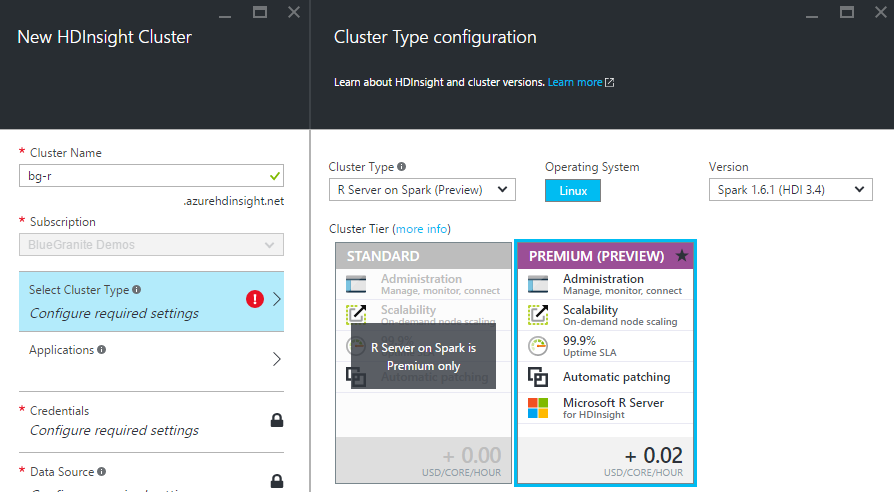 New HDInsight Cluster
* Cluster Name
bg-r
.azurehdinsight.net
* Subscription
BlueGranite Demos
Select Cluster Type
Configure required settings
Applications
* Credentials
Configure required settings
* Data Source
Cluster Type configuration
Learn about HDInsight and cluster versions. Learn more
Cluster Type
R Server on Spark (Preview)
Operating System
Linux
Version
Spark 1.6.1 (HDI 3.4)
Cluster Tier (more info)
STANDARD
Administration
Manage, monitor, connect
Scalability
On-demand node scaling
99.9%
R Server on Spark is
Premium only
Automatic patching
+ 0.00
USD/CORE/HOUR
PREMIUM (PREVIEW)
Administration
Manage, monitor, connect
Scalability
On-demand node scaling
99.9%
Uptime SLA
Automatic patching
Microsoft R Server
for HDInsight
+ 0.02
USD/CORE/HOUR